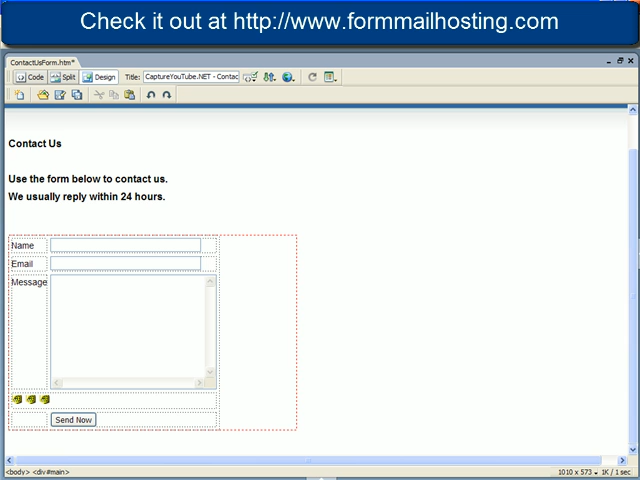 Check it out at http://www.formmailhosting.com
ContactUsForm.htm*
Code Split Design Title: CaptureYouTube.NET - Contac
Contact Us
Use the form below to contact us.
We usually reply within 24 hours.
Name
Email
Message
Send Now
<body> <div#main> 1010 x 573 1K / 1 sec